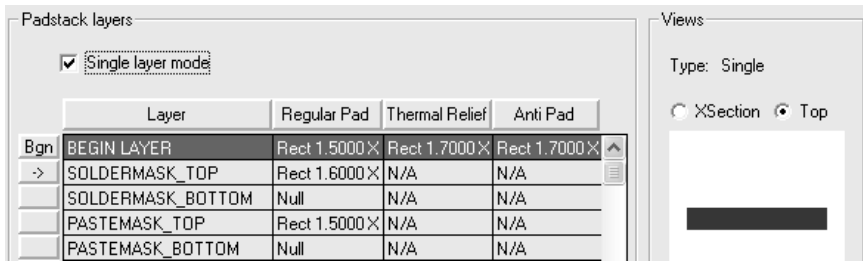 Padstack layers
Views
Single layer mode
Type: Single
Layer Regular Pad Thermal Relief Anti Pad
XSection Top
Bgn BEGIN LAYER Rect 1.5000 X Rect 1.7000 X Rect 1.7000 X
-> SOLDERMASK_TOP Rect 1.6000 X N/A N/A
SOLDERMASK_BOTTOM Null N/A N/A
PASTEMASK_TOP Rect 1.5000 X N/A N/A
PASTEMASK_BOTTOM Null N/A N/A